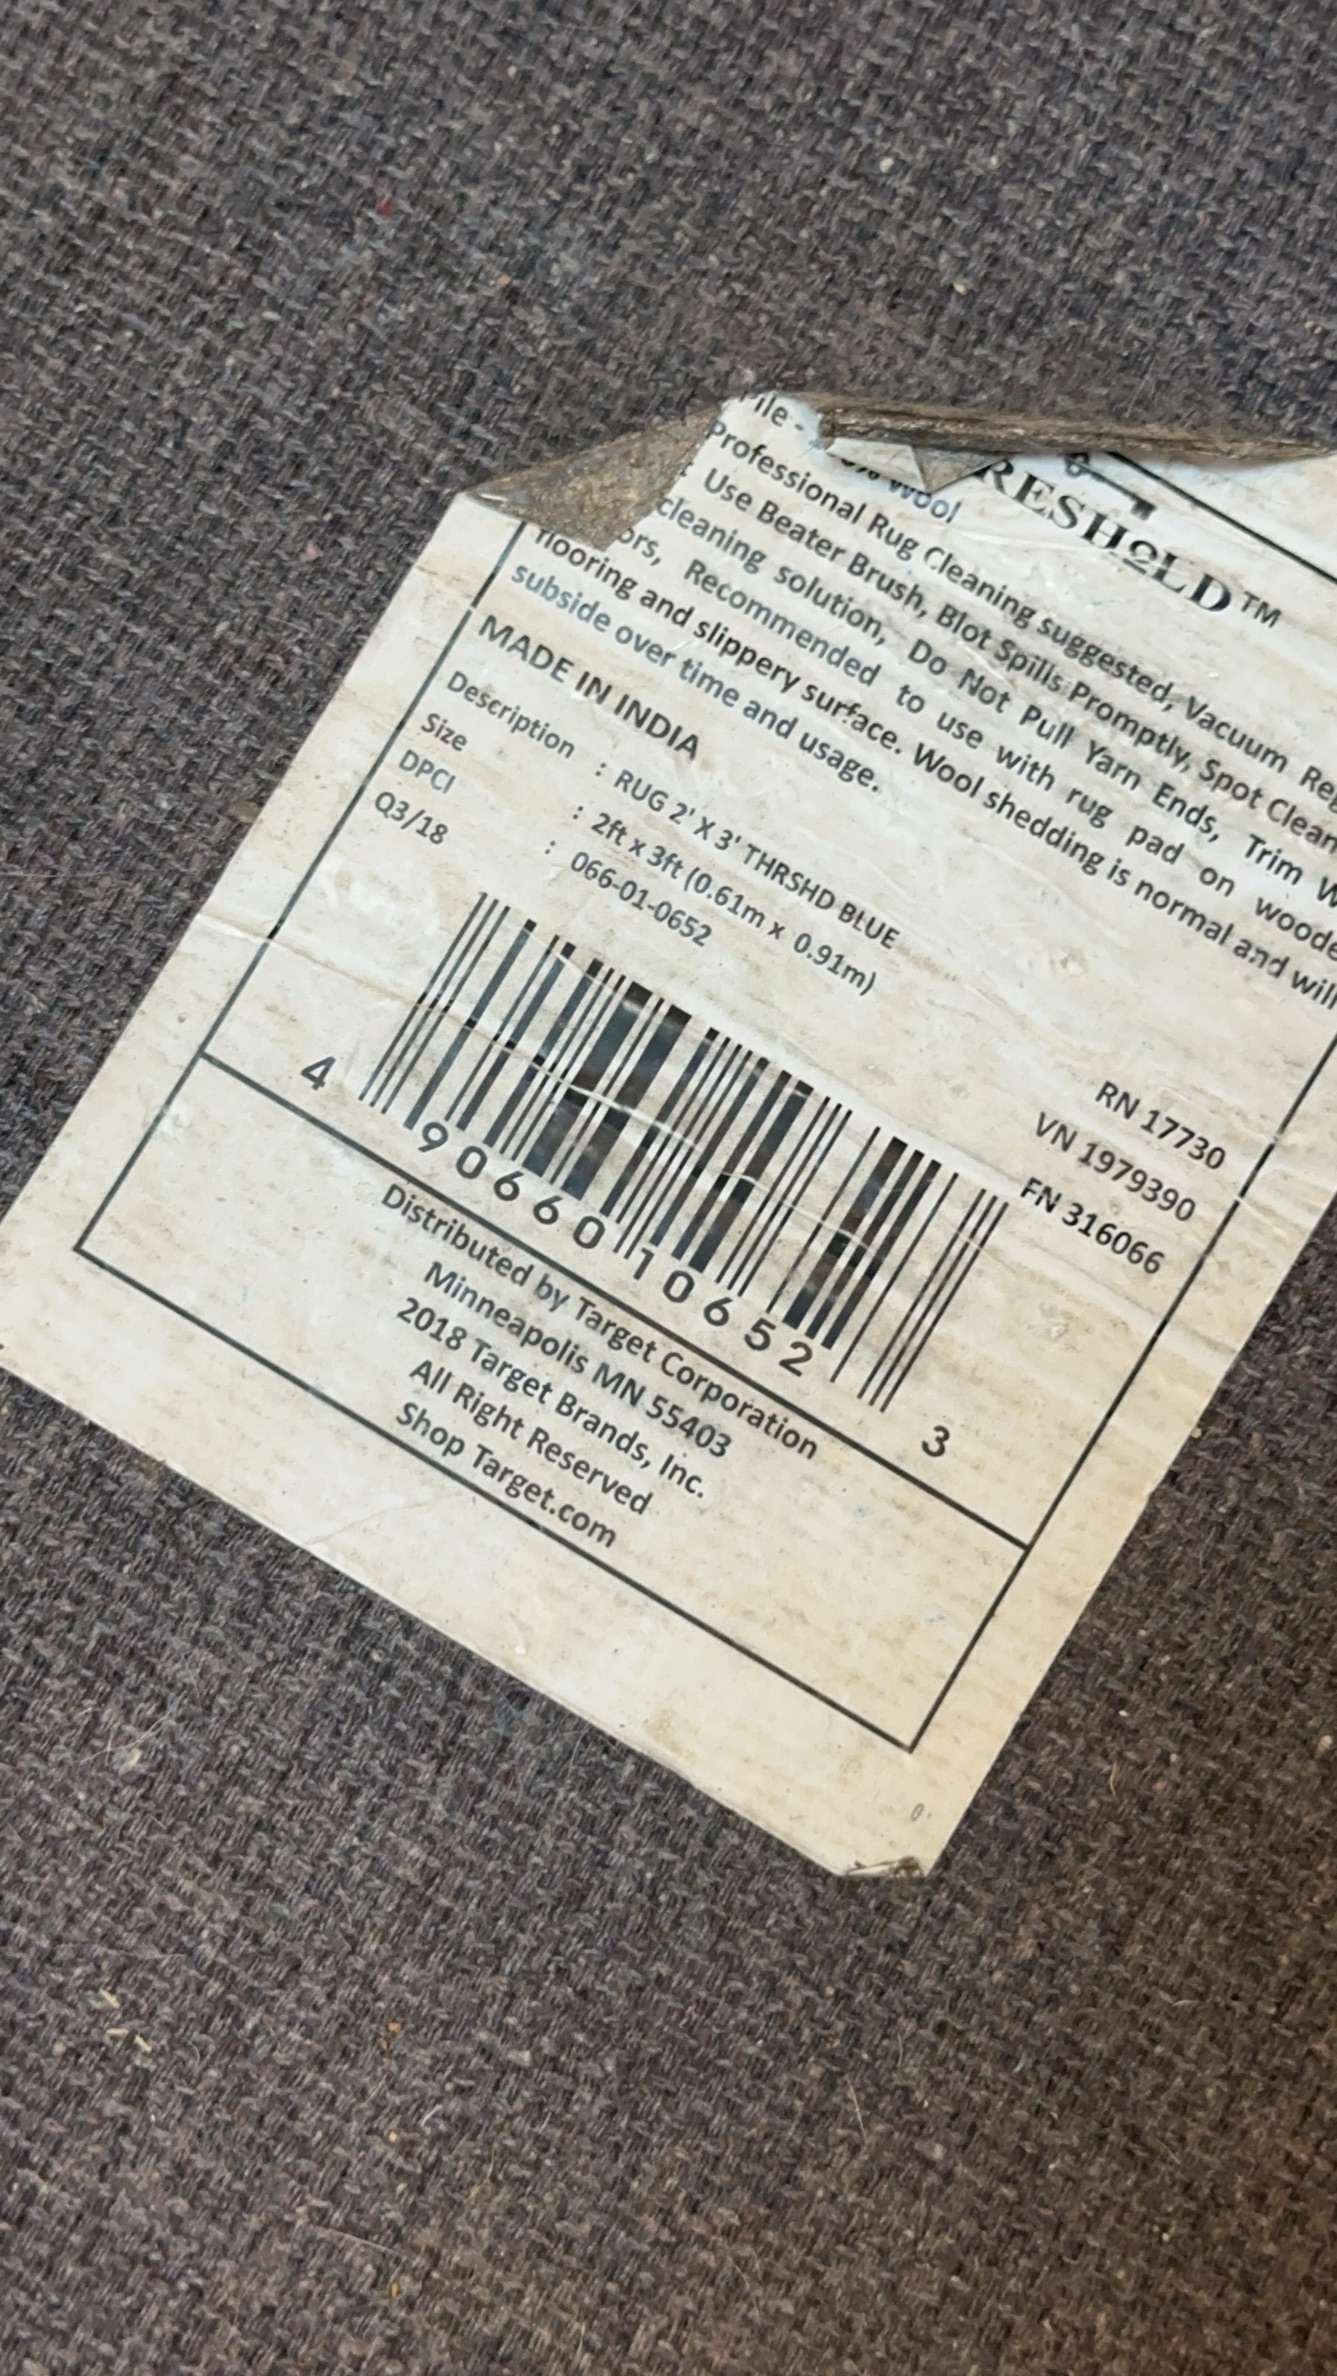 RESHOLD™
Wool
Professional Rug Cleaning suggested, Vacuum
Use Beater Brush, Blot Spills Promptly, Spot Clean
cleaning solution, Do Not Pull Yarn Ends, Trim
Recommended to use with rug pad on
flooring and slippery surface. Wool shedding is normal and will
subside over time and usage.
MADE IN INDIA
Description : RUG 2' X 3' THRSHD BLUE
Size : 2ft x 3ft (0.61m x 0.91m)
DPCI : 066-01-0652
Q3/18
RN 17730
VN 1979390
FN 316066
4 90660 10652 3
Distributed by Target Corporation
Minneapolis MN 55403
2018 Target Brands, Inc.
All Right Reserved
Shop Target.com